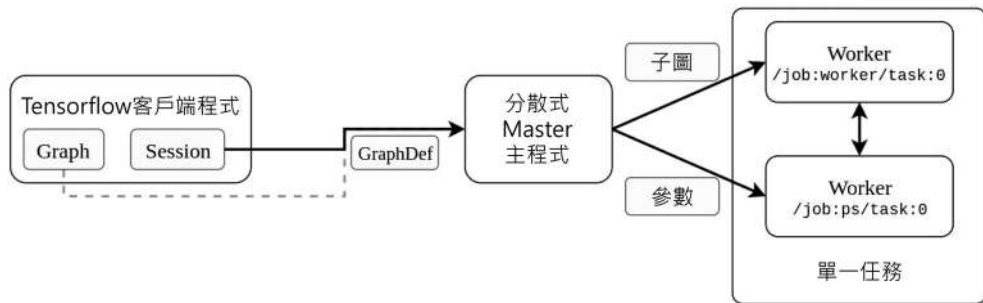 Tensorflow客戶端程式
Graph
Session
GraphDef
分散式
Master
主程式
子圖
參數
Worker
/job:worker/task:0
Worker
/job:ps/task:0
單一任務